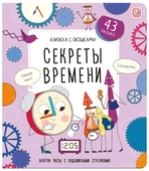 КНИЖКА С ОКОШКАМИ
43
СЕКРЕТЫ
ВРЕМЕНИ
12:05
ВНУТРИ ЧАСЫ С ПОДВИЖНЫМИ СТРЕЛКАМИ